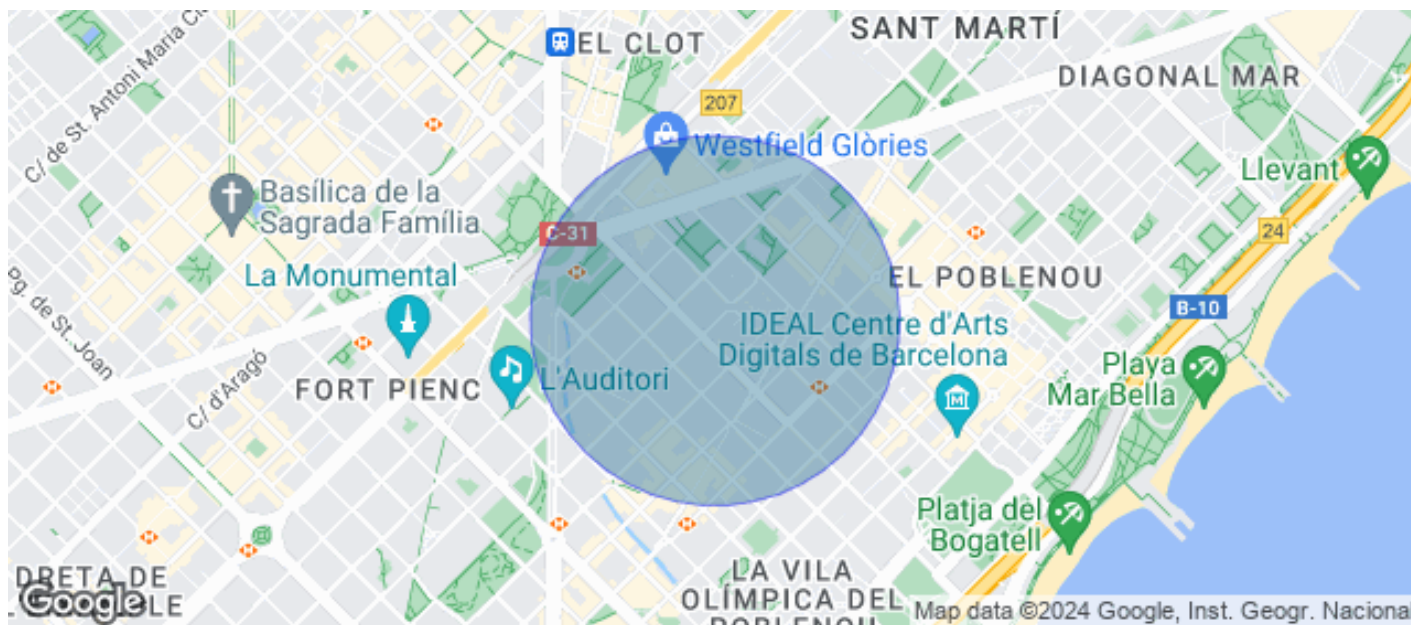 SANT MARTÍ
EL CLOT
DIAGONAL MAR
207
C/ de St. Antoni Maria Cl
Westfield Glòries
Llevant
Basílica de la
Sagrada Família
C-31
24
La Monumental
EL POBLENOU
Pg. de St. Joan
B-10
IDEAL Centre d'Arts
Digitals de Barcelona
C/ d'Aragó
FORT PIENC
L'Auditori
Playa
Mar Bella
Platja del
Bogatell
DRETA DE
Google
LA VILA
OLÍMPICA DEL
POBLENOU
Map data ©2024 Google, Inst. Geogr. Nacional